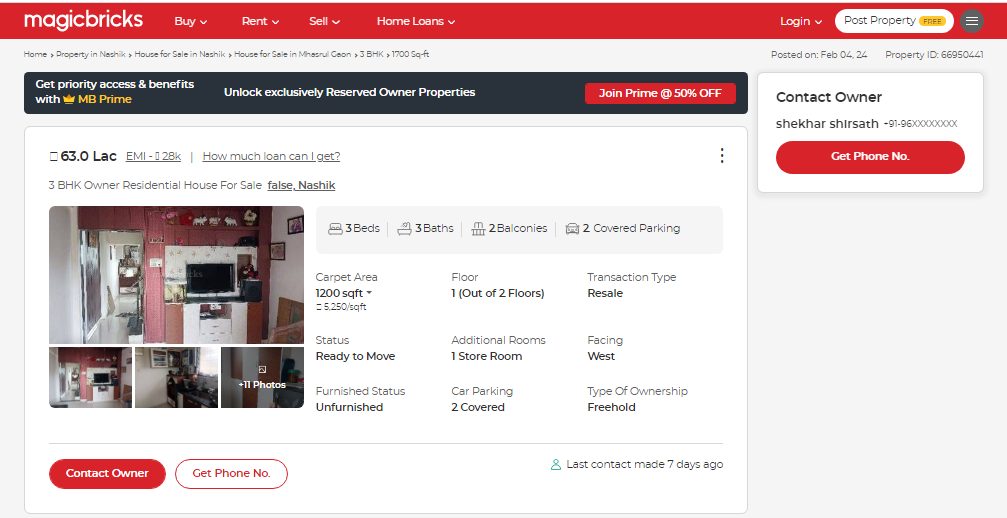 magicbricks Buy Rent Sell Home Loans Login Post Property FREE
Home > Property in Nashik > House for Sale in Nashik > House for Sale in Mhasrul Gaon > 3 BHK > 1700 Sq-ft Posted on: Feb 04, 24 Property ID: 66950441
Get priority access & benefits
with MB Prime
Unlock exclusively Reserved Owner Properties
Join Prime @ 50% OFF
Contact Owner
shekhar shirsath +91-96XXXXXXXX
Get Phone No.
63.0 Lac EMI - 28k | How much loan can I get?
3 BHK Owner Residential House For Sale false, Nashik
magicbricks
+11 Photos
3 Beds 3 Baths 2 Balconies 2 Covered Parking
Carpet Area Floor Transaction Type
1200 sqft 1 (Out of 2 Floors) Resale
5,250/sqft
Status Additional Rooms Facing
Ready to Move 1 Store Room West
Furnished Status Car Parking Type Of Ownership
Unfurnished 2 Covered Freehold
Contact Owner Get Phone No. Last contact made 7 days ago